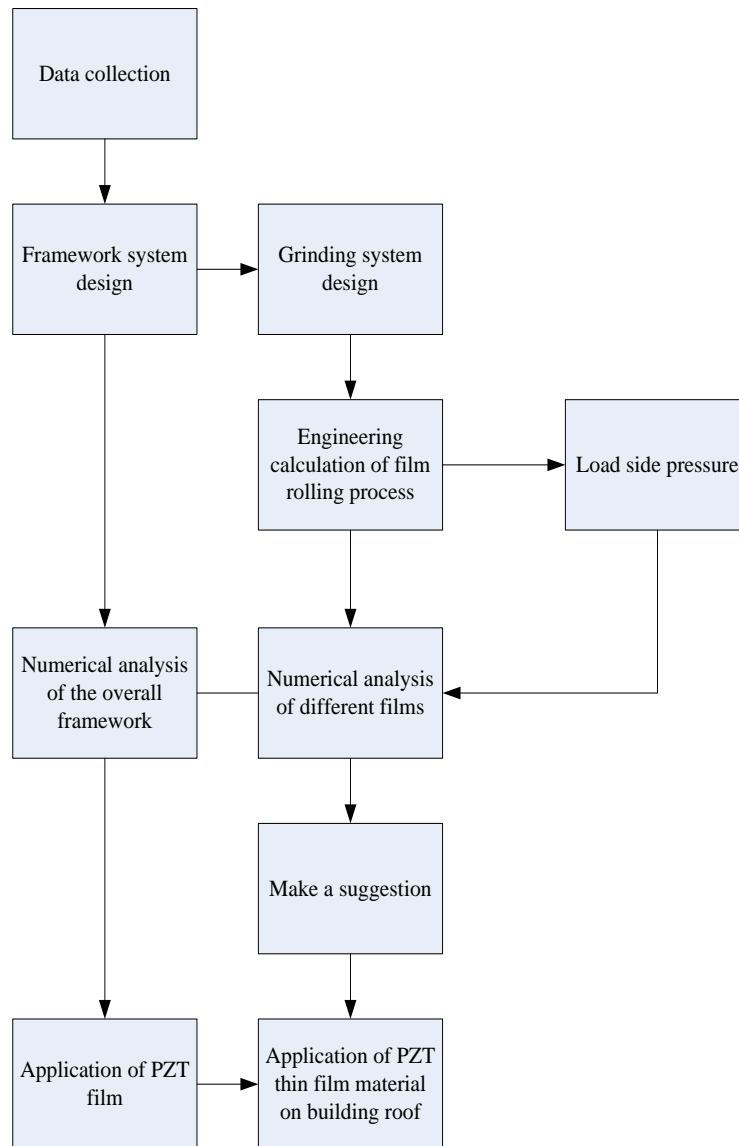 Data collection
Framework system
design
Grinding system
design
Engineering
calculation of film
rolling process
Load side pressure
Numerical analysis
of the overall
framework
Numerical analysis
of different films
Make a suggestion
Application of PZT
film
Application of PZT
thin film material
on building roof